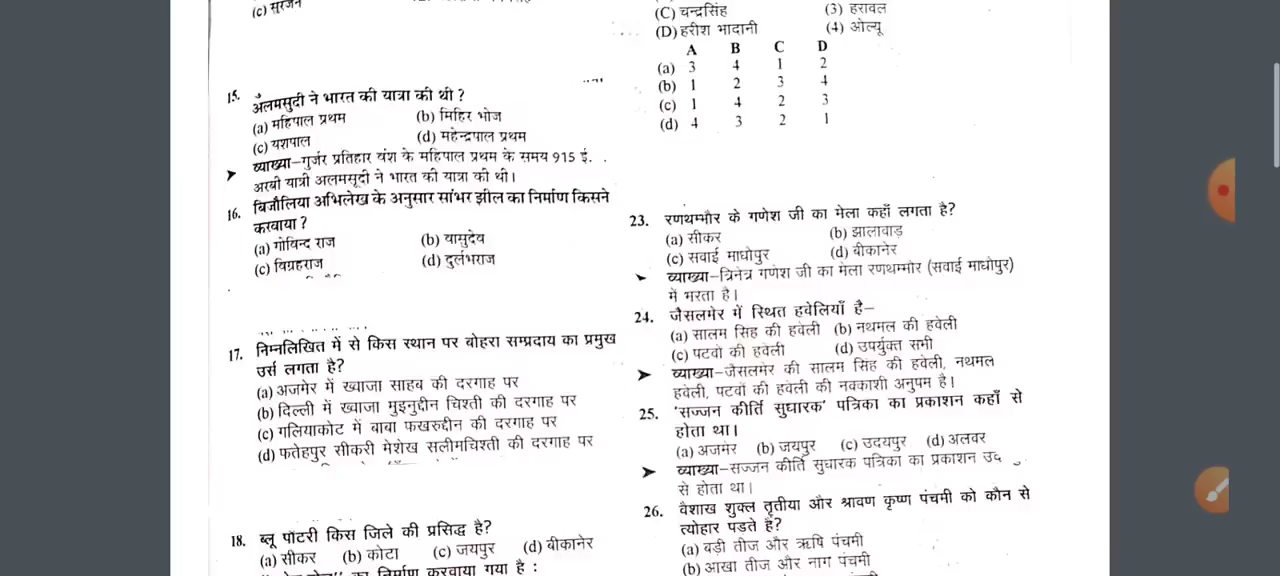 (c) सुरजन
15. अलमसुदी ने भारत की यात्रा की थी ?
(a) महिपाल प्रथम (b) मिहिर भोज
(c) यशपाल (d) महेन्द्रपाल प्रथम
➤ व्याख्या–गुर्जर प्रतिहार वंश के महिपाल प्रथम के समय 915 ई.
अरबी यात्री अलमसूदी ने भारत की यात्रा की थी।
16. बिजौलिया अभिलेख के अनुसार सांभर झील का निर्माण किसने
करवाया ?
(a) गोविन्द राज (b) वासुदेव
(c) विग्रहराज (d) दुर्लभराज
17. निम्नलिखित में से किस स्थान पर बोहरा सम्प्रदाय का प्रमुख
उर्स लगता है?
(a) अजमेर में ख्वाजा साहब की दरगाह पर
(b) दिल्ली में ख्वाजा मुइनुद्दीन चिश्ती की दरगाह पर
(c) गलियाकोट में बाबा फखरुद्दीन की दरगाह पर
(d) फतेहपुर सीकरी मेशेख सलीमचिश्ती की दरगाह पर
18. ब्लू पॉटरी किस जिले की प्रसिद्ध है?
(a) सीकर (b) कोटा (c) जयपुर (d) बीकानेर
का निर्माण करवाया गया है :
(C) चन्द्रसिंह (3) हरावल
(D) हरीश भादानी (4) ओल्यू
A B C D
(a) 3 4 1 2
(b) 1 2 3 4
(c) 1 4 2 3
(d) 4 3 2 1
23. रणथम्भौर के गणेश जी का मेला कहाँ लगता है?
(a) सीकर (b) झालावाड़
(c) सवाई माधोपुर (d) बीकानेर
➤ व्याख्या–त्रिनेत्र गणेश जी का मेला रणथम्भौर (सवाई माधोपुर)
में भरता है।
24. जैसलमेर में स्थित हवेलियाँ है–
(a) सालम सिह की हवेली (b) नथमल की हवेली
(c) पटवों की हवेली (d) उपर्युक्त सभी
➤ व्याख्या–जैसलमेर की सालम सिह की हवेली, नथमल
हवेली, पटवों की हवेली की नक्काशी अनुपम है।
25. 'सज्जन कीर्ति सुधारक' पत्रिका का प्रकाशन कहाँ से
होता था।
(a) अजमेर (b) जयपुर (c) उदयपुर (d) अलवर
➤ व्याख्या–सज्जन कीर्ति सुधारक पत्रिका का प्रकाशन
से होता था।
26. वैशाख शुक्ल तृतीया और श्रावण कृष्ण पंचमी को कौन से
त्योहार पडते है?
(a) बड़ी तीज और ऋषि पंचमी
(b) आखा तीज और नाग पंचमी